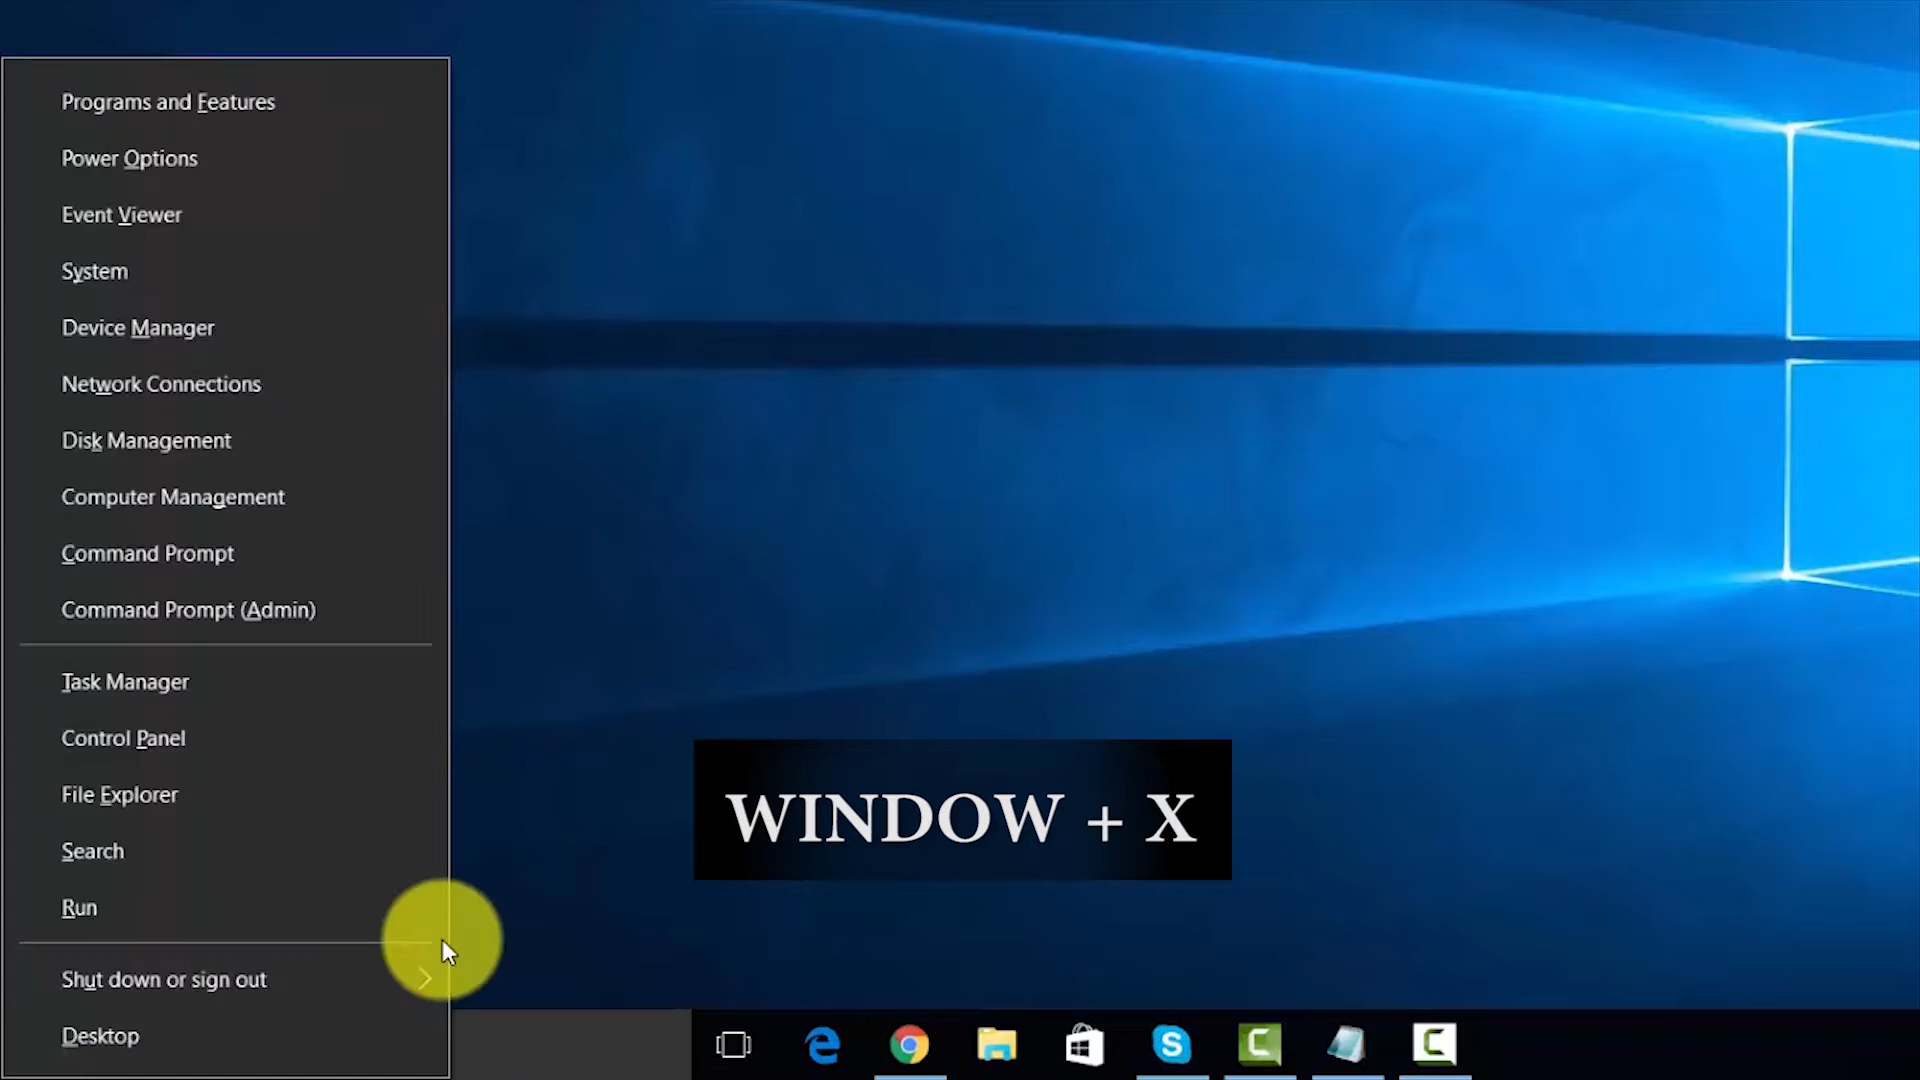 Programs and Features
Power Options
Event Viewer
System
Device Manager
Network Connections
Disk Management
Computer Management
Command Prompt
Command Prompt (Admin)
Task Manager
Control Panel
File Explorer
Search
Run
Shut down or sign out
Desktop
WINDOW + X